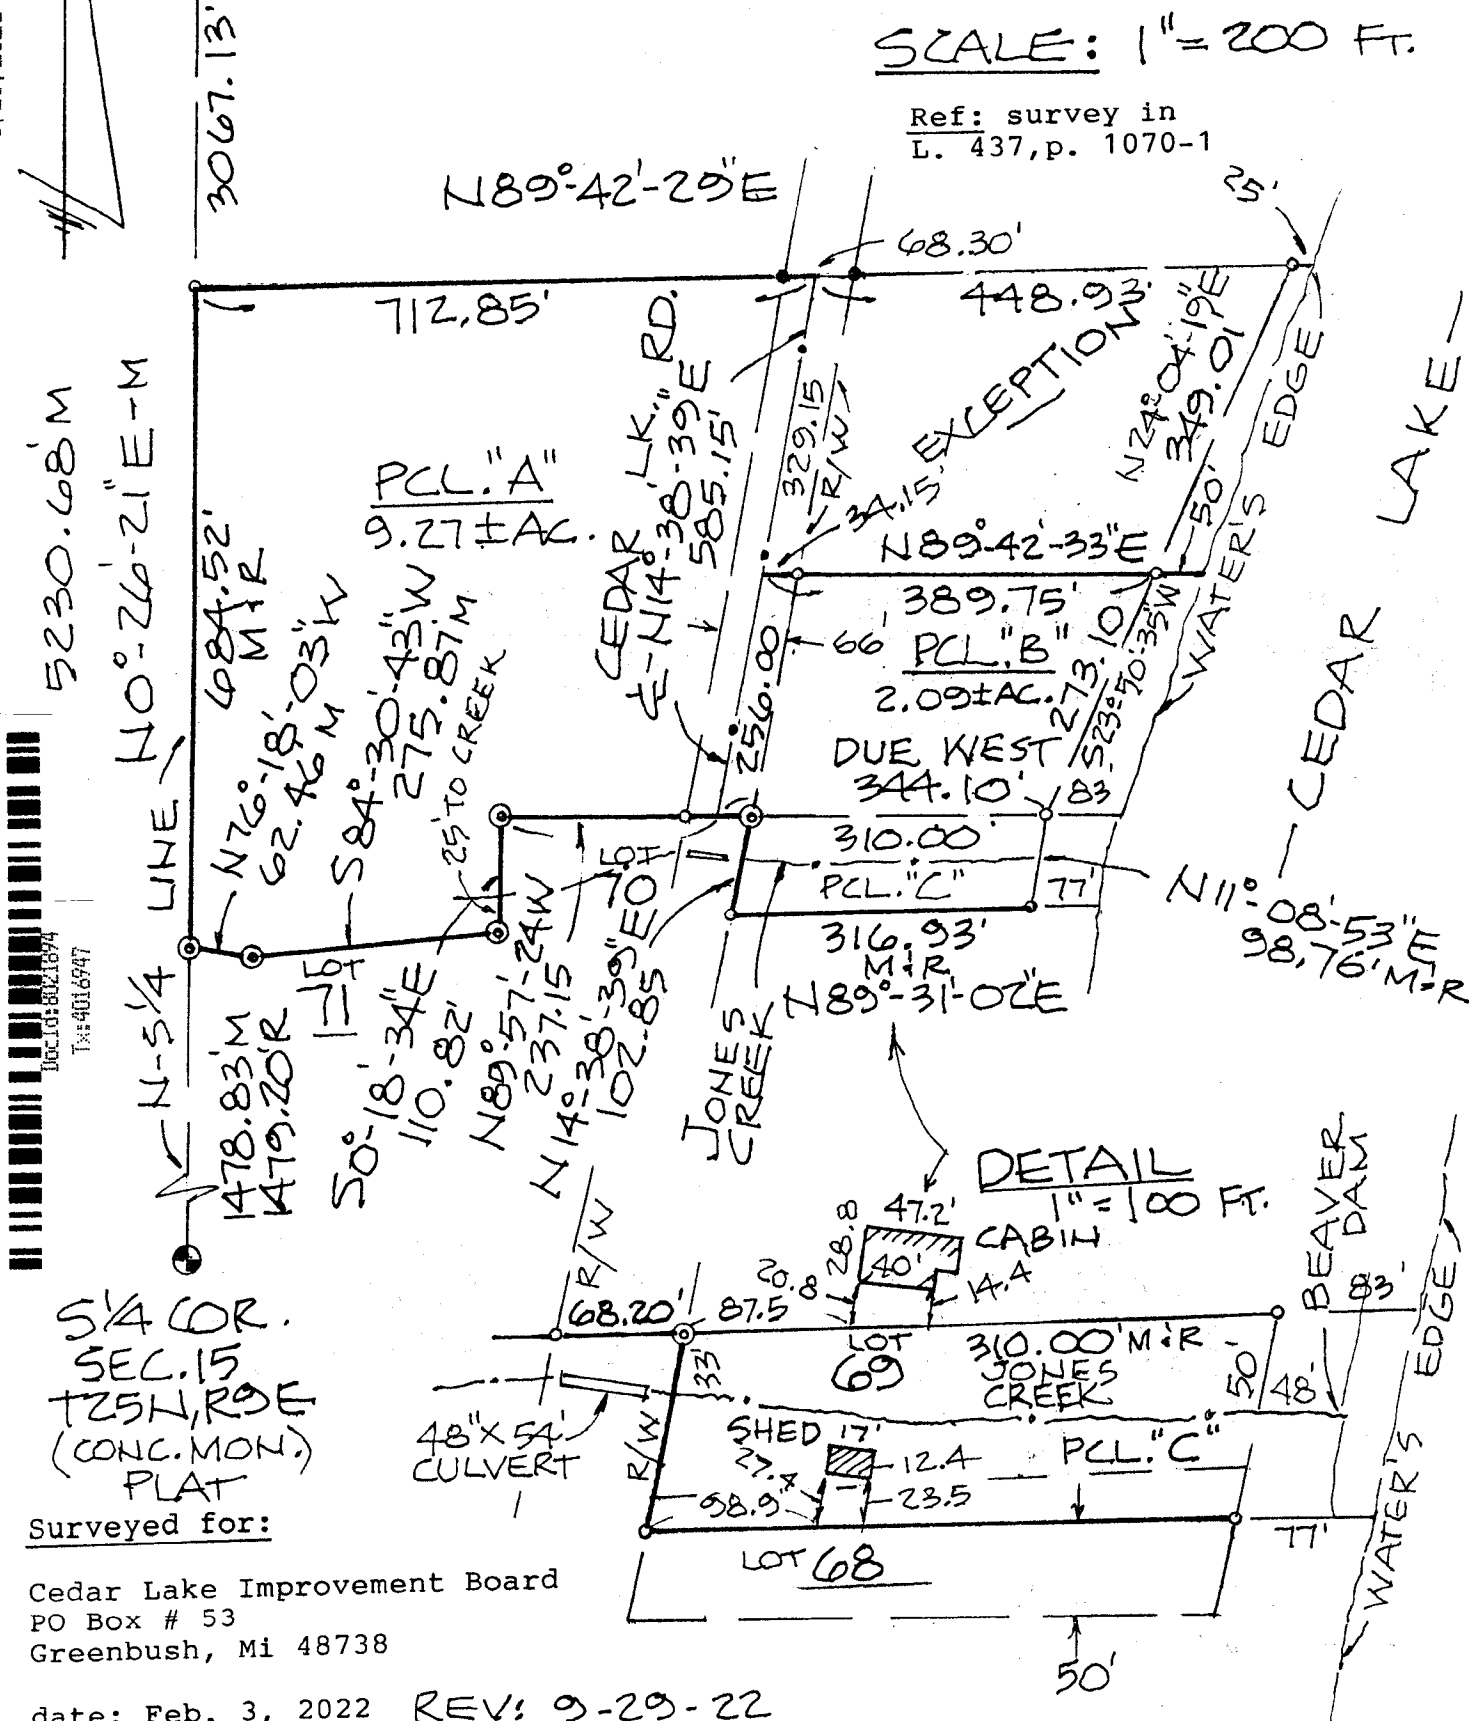 SCALE: 1"=200 FT.
Ref: survey in
L. 437,p. 1070-1
3067.13'
N89°-42'-29"E
25'
68.30'
712.85'
448.93'
N24°-04'-19"E
349.01
EDGE
EXCEPTION
CEDAR LK. RD.
℄-N14°-38'-39"E
585.15'
329.15
R/W
34.15'
50'
WATER'S
LAKE
CEDAR
5230.68'M
N0°-26'-21"E-M
684.52'
M&R
PCL."A"
9.27±AC.
N89°-42'-33"E
389.75'
66'
PCL."B"
2.09±AC.
273.10
S23°-50'-35"W
DUE WEST
344.10'
83'
256.00
N76°-18'-03"W
62.46 M
S84°-30'-43"W
275.87'M
25' TO CREEK
LINE
N-S1/4
310.00'
PCL."C"
77'
LOT
70
316.93'
M&R
N89°-31'-02"E
N11°-08'-53"E
98.76' M&R
LOT
71
1478.83'M
1479.20'R
S0°-18'-34"E
110.82'
N89°-57'-24W
237.15
N14°-38'-39"E
102.85
JONES
CREEK
DocId:8021894
Tx:4016947
DETAIL
1"=100 FT.
47.2'
28.8
40'
CABIN
20.8
14.4
BEAVER
DAM
83'
EDGE
R/W
68.20'
87.5
LOT
69
310.00'M&R
JONES
CREEK
50'
48'
33'
S1/4 COR.
SEC.15
T25N,R9E
(CONC.MON.)
PLAT
48"X54'
CULVERT
R/W
SHED 17'
27.8
12.4
PCL."C"
98.9'
23.5
77'
WATER'S
LOT 68
50'
Surveyed for:
Cedar Lake Improvement Board
PO Box # 53
Greenbush, Mi 48738
date: Feb. 3, 2022 REV: 9-29-22